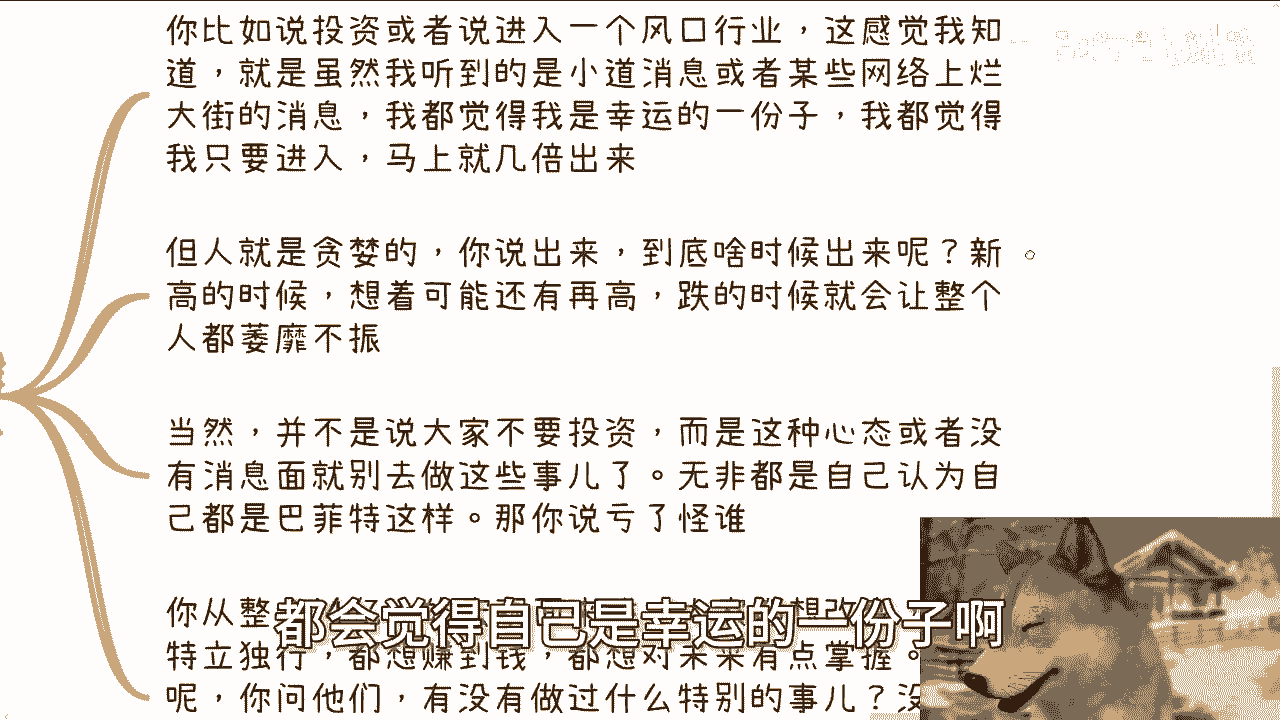 你比如说投资或者说进入一个风口行业，这感觉我知
道，就是虽然我听到的是小道消息或者某些网络上烂
大街的消息，我都觉得我是幸运的一份子，我都觉得
我只要进入，马上就几倍出来
但人就是贪婪的，你说出来，到底啥时候出来呢？新。
高的时候，想着可能还有再高，跌的时候就会让整个
人都萎靡不振
当然，并不是说大家不要投资，而是这种心态或者没
有消息面就别去做这些事儿了。无非都是自己认为自
己都是巴菲特这样。那你说亏了怪谁
你从整
想改
都会觉得自己是幸运的一份子啊
特立独行，都想赚到钱，都想对未来有点掌握。
呢，你问他们，有没有做过什么特别的事儿？没